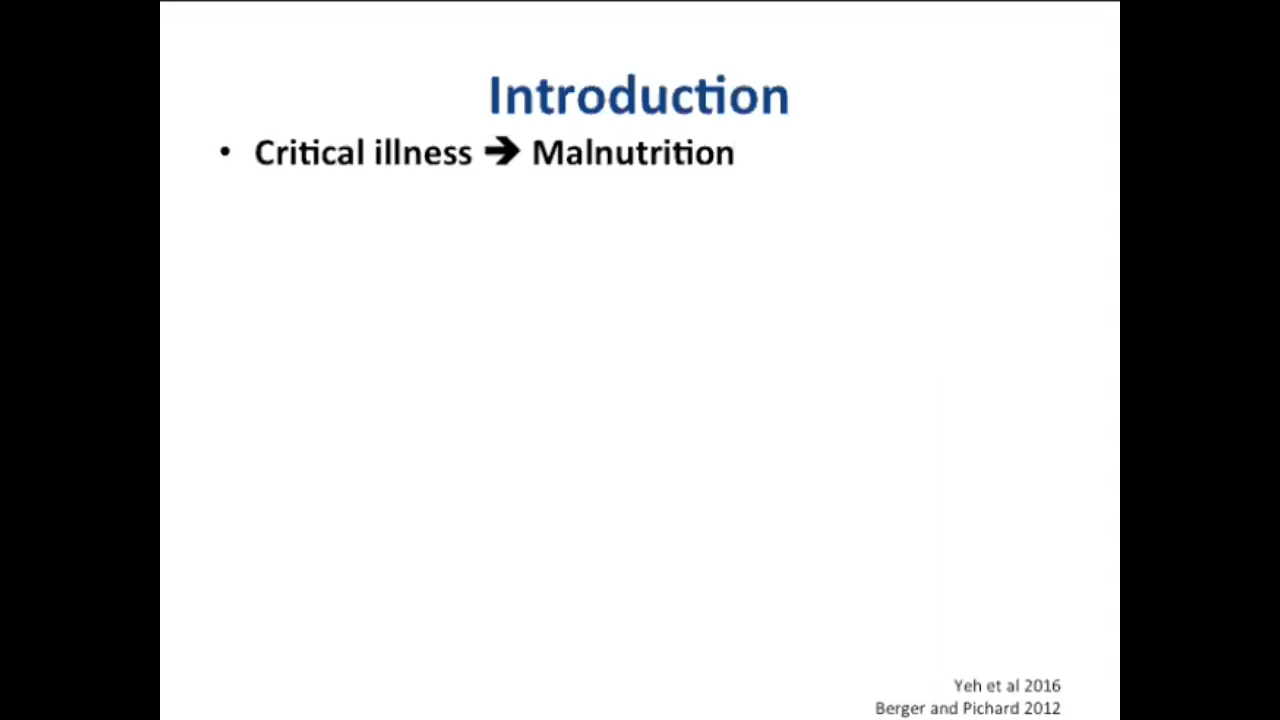 Introduction
• Critical illness ➔ Malnutrition
Yeh et al 2016
Berger and Pichard 2012